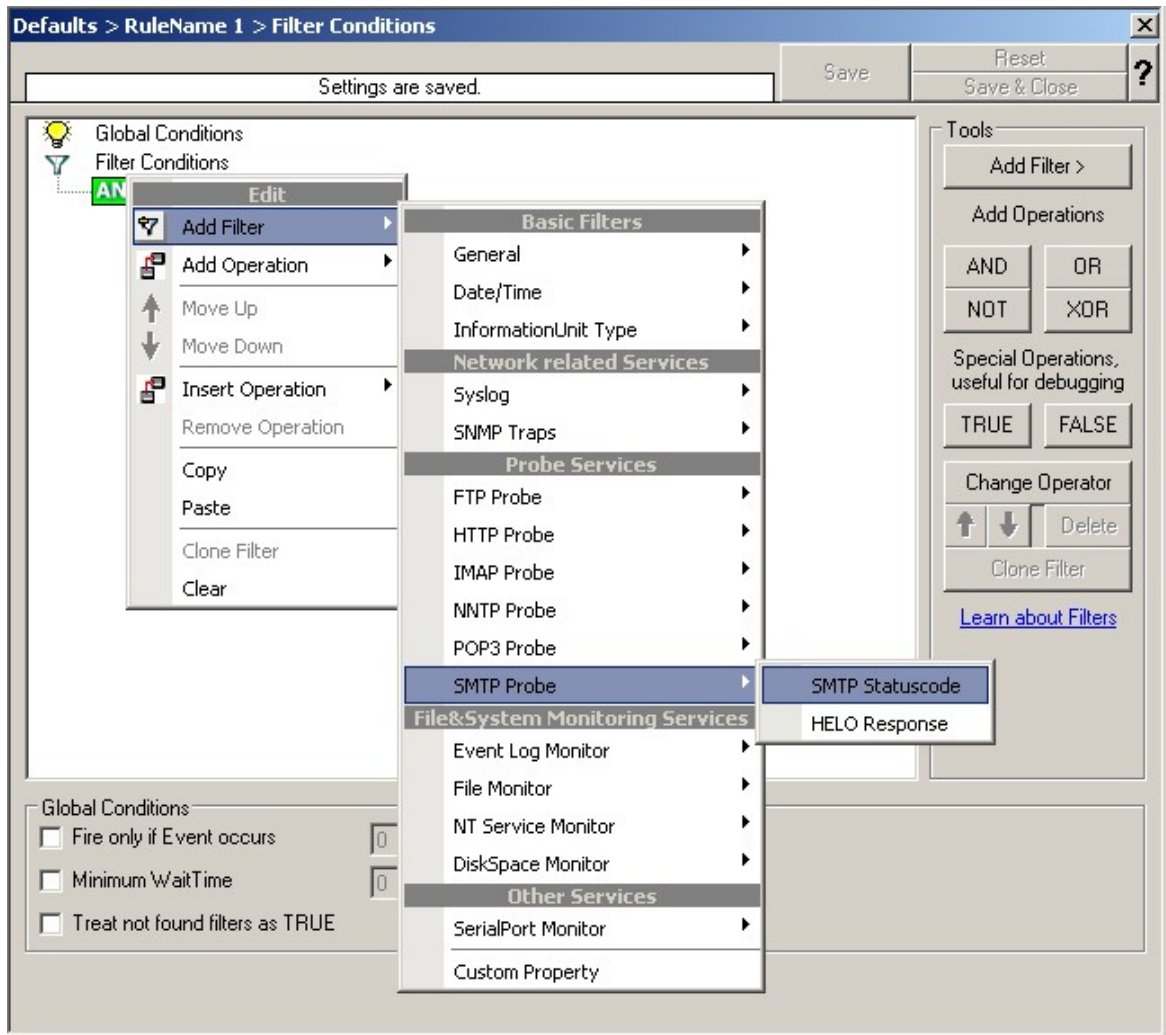 Defaults > RuleName 1 > Filter Conditions
Settings are saved.
Save
Reset
Save & Close
?
Global Conditions
Filter Conditions
AN
Edit
Add Filter
Add Operation
Move Up
Move Down
Insert Operation
Remove Operation
Copy
Paste
Clone Filter
Clear
Basic Filters
General
Date/Time
InformationUnit Type
Network related Services
Syslog
SNMP Traps
Probe Services
FTP Probe
HTTP Probe
IMAP Probe
NNTP Probe
POP3 Probe
SMTP Probe
File&System Monitoring Services
Event Log Monitor
File Monitor
NT Service Monitor
DiskSpace Monitor
Other Services
SerialPort Monitor
Custom Property
SMTP Statuscode
HELO Response
Tools
Add Filter >
Add Operations
AND OR
NOT XOR
Special Operations,
useful for debugging
TRUE FALSE
Change Operator
Delete
Clone Filter
Learn about Filters
Global Conditions
Fire only if Event occurs 0
Minimum WaitTime 0
Treat not found filters as TRUE